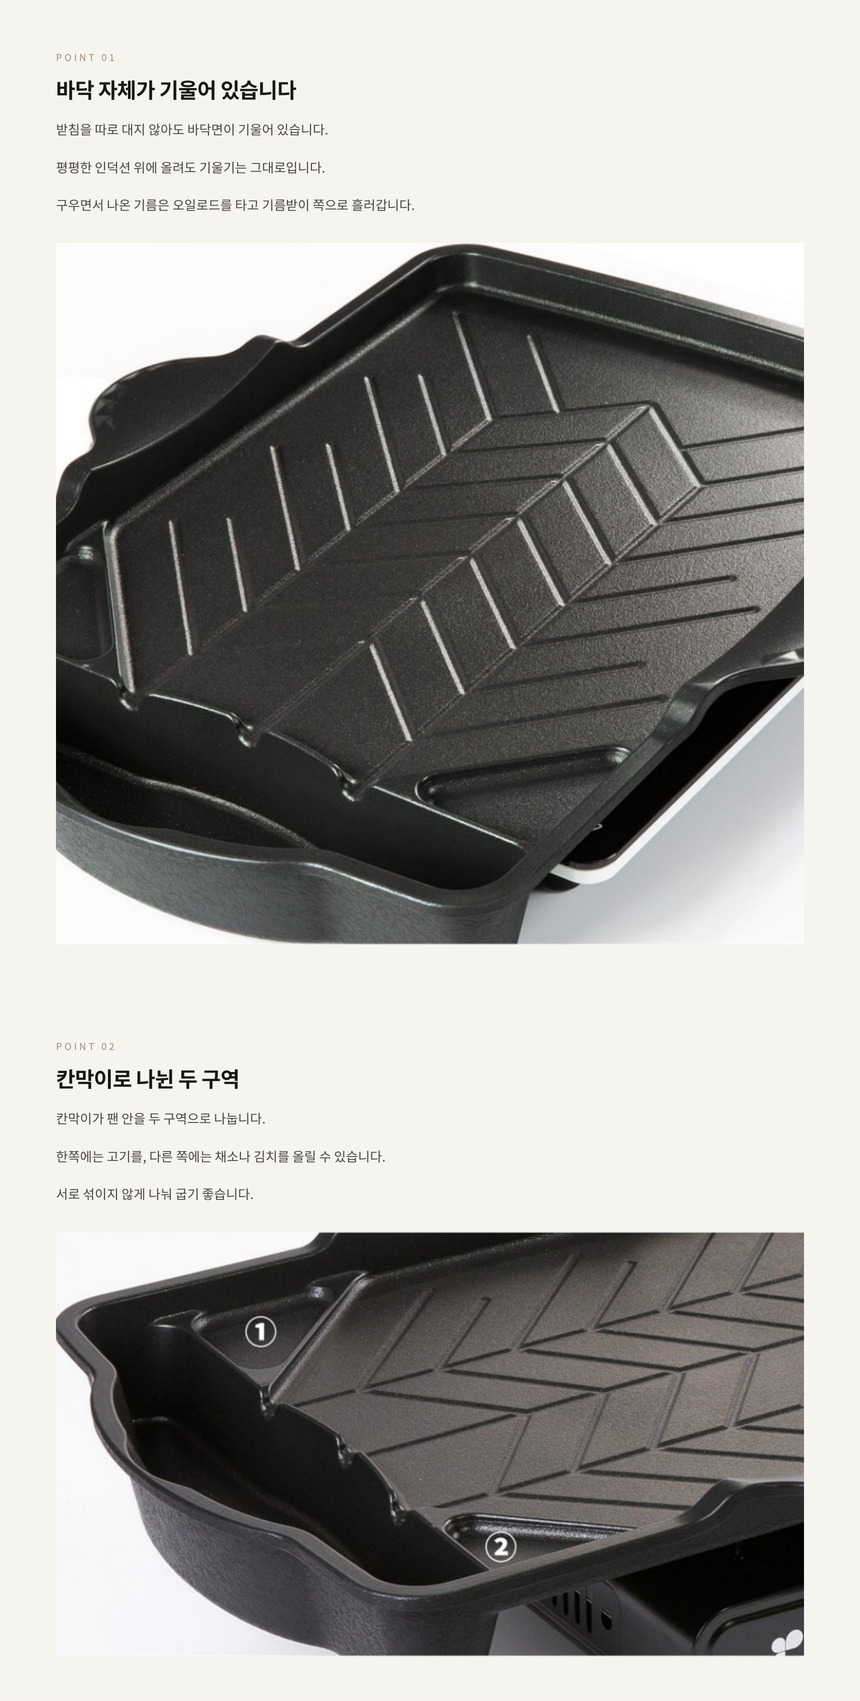 POINT 01
바닥 자체가 기울어 있습니다
받침을 따로 대지 않아도 바닥면이 기울어 있습니다.
평평한 인덕션 위에 올려도 기울기는 그대로입니다.
구우면서 나온 기름은 오일로드를 타고 기름받이 쪽으로 흘러갑니다.
POINT 02
칸막이로 나뉜 두 구역
칸막이가 팬 안을 두 구역으로 나눕니다.
한쪽에는 고기를, 다른 쪽에는 채소나 김치를 올릴 수 있습니다.
서로 섞이지 않게 나눠 굽기 좋습니다.
①
②